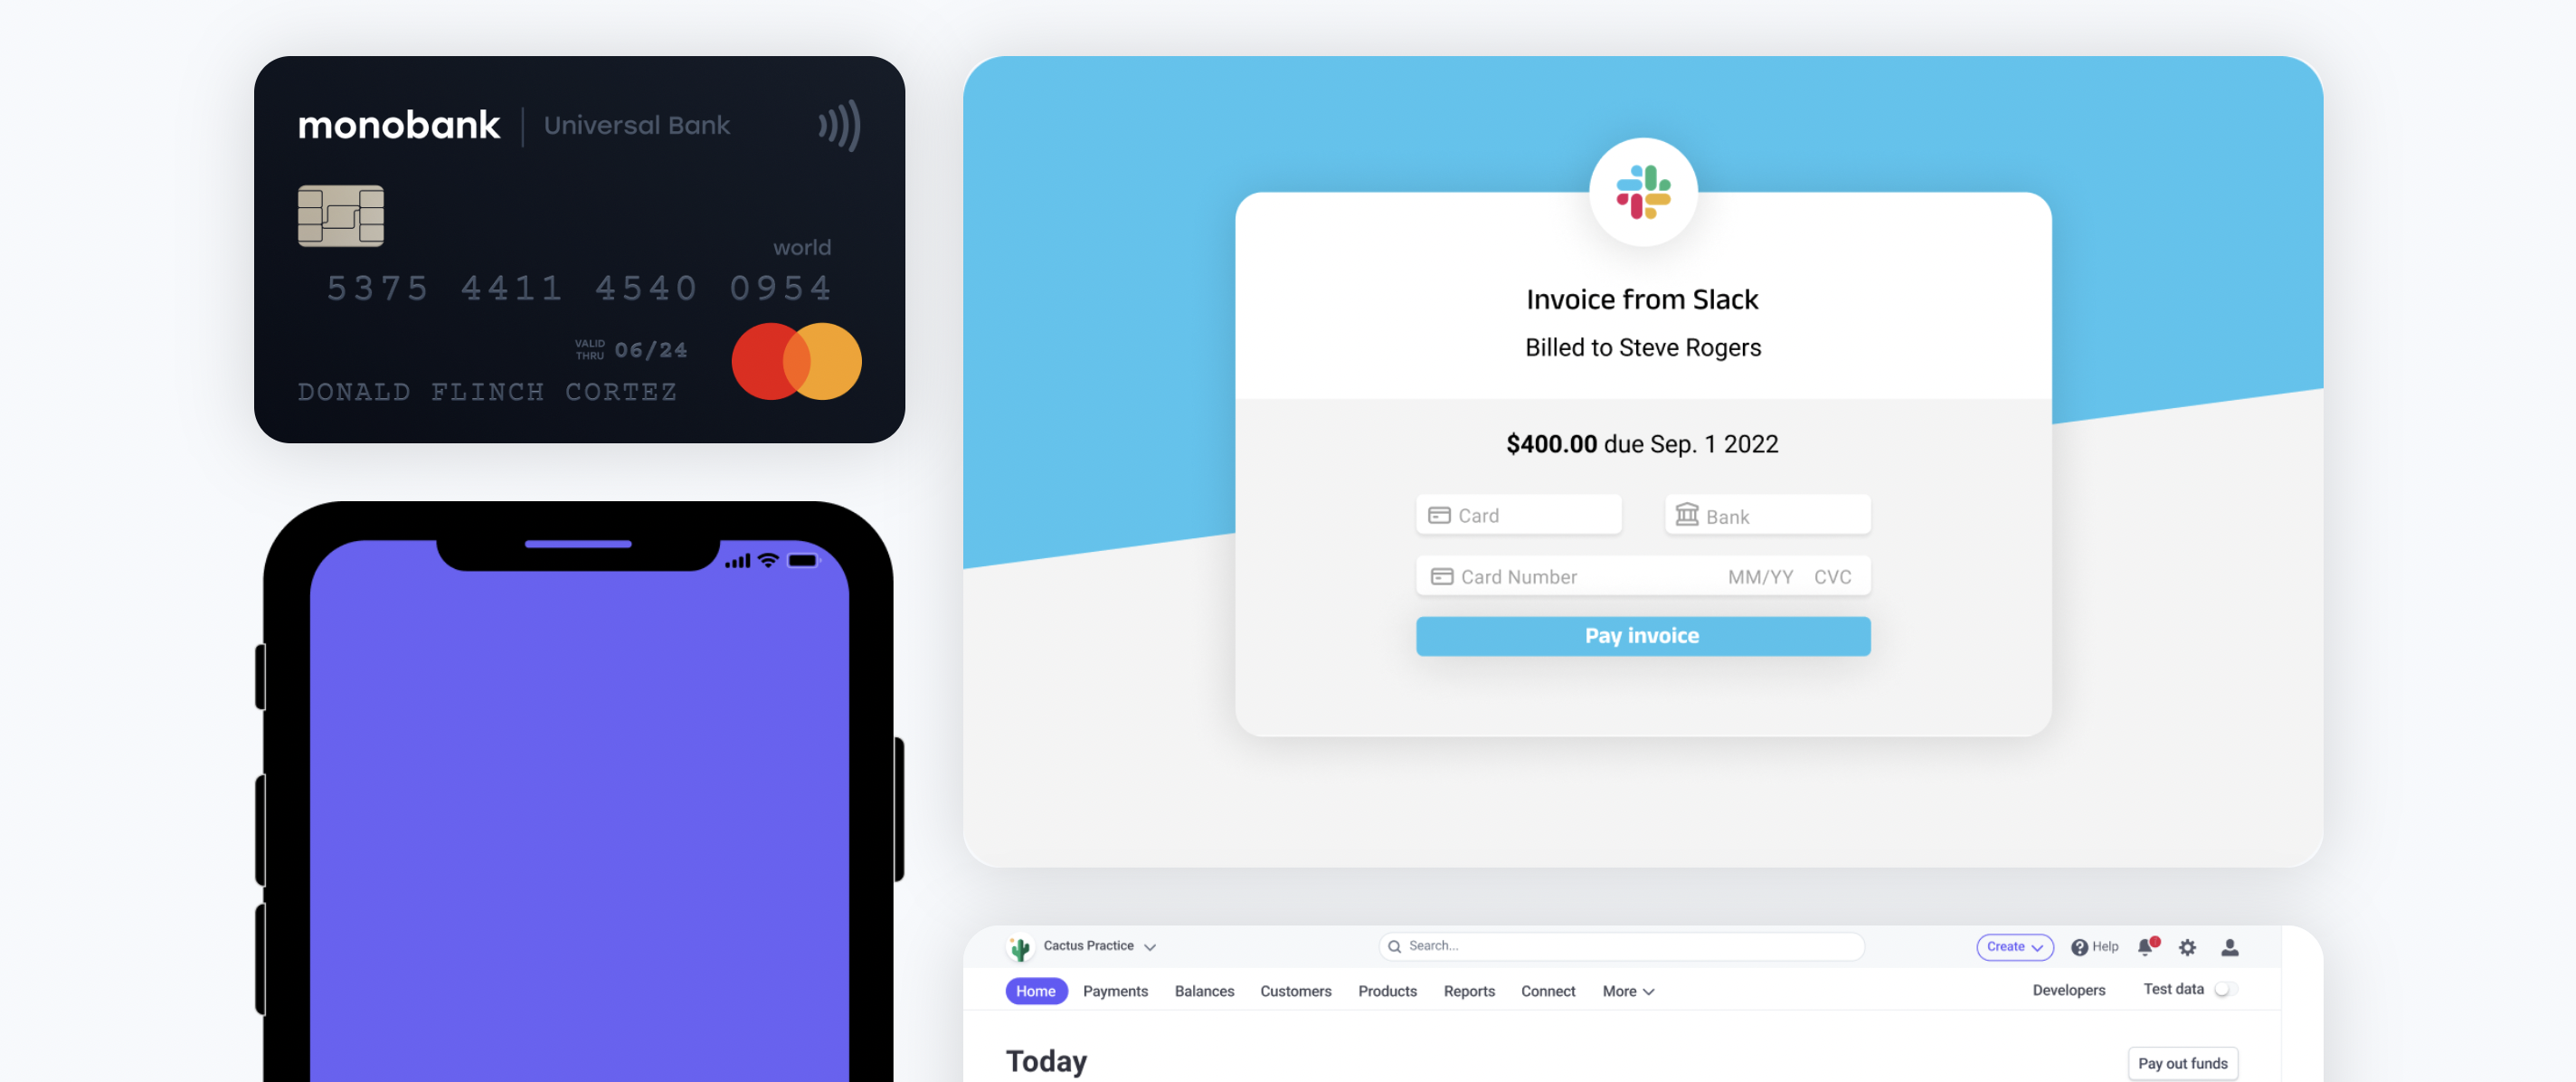 monobank | Universal Bank
world
5375 4411 4540 0954
VALID THRU 06/24
DONALD FLINCH CORTEZ
Invoice from Slack
Billed to Steve Rogers
$400.00 due Sep. 1 2022
Card Bank
Card Number MM/YY CVC
Pay invoice
Cactus Practice Search... Create Help
Home Payments Balances Customers Products Reports Connect More Developers Test data
Today Pay out funds